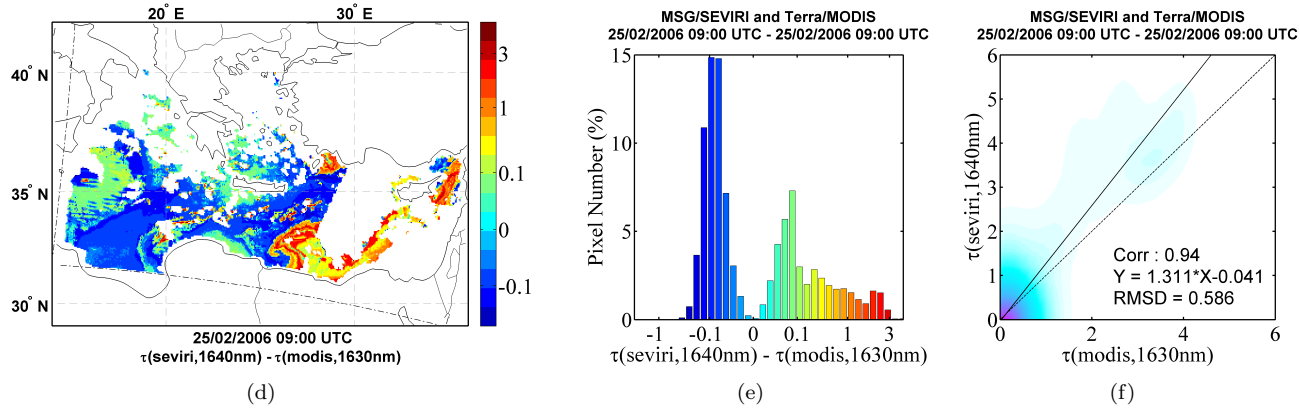 20° E 30° E
40° N
35° N
30° N
3
1
0.1
0
-0.1
25/02/2006 09:00 UTC
τ(seviri,1640nm) - τ(modis,1630nm)
(d)
MSG/SEVIRI and Terra/MODIS
25/02/2006 09:00 UTC - 25/02/2006 09:00 UTC
Pixel Number (%)
15
10
5
0
-1 -0.1 0 0.1 1 3
τ(seviri,1640nm) - τ(modis,1630nm)
(e)
MSG/SEVIRI and Terra/MODIS
25/02/2006 09:00 UTC - 25/02/2006 09:00 UTC
τ(seviri,1640nm)
6
5
4
3
2
1
0
Corr : 0.94
Y = 1.311*X-0.041
RMSD = 0.586
0 2 4 6
τ(modis,1630nm)
(f)